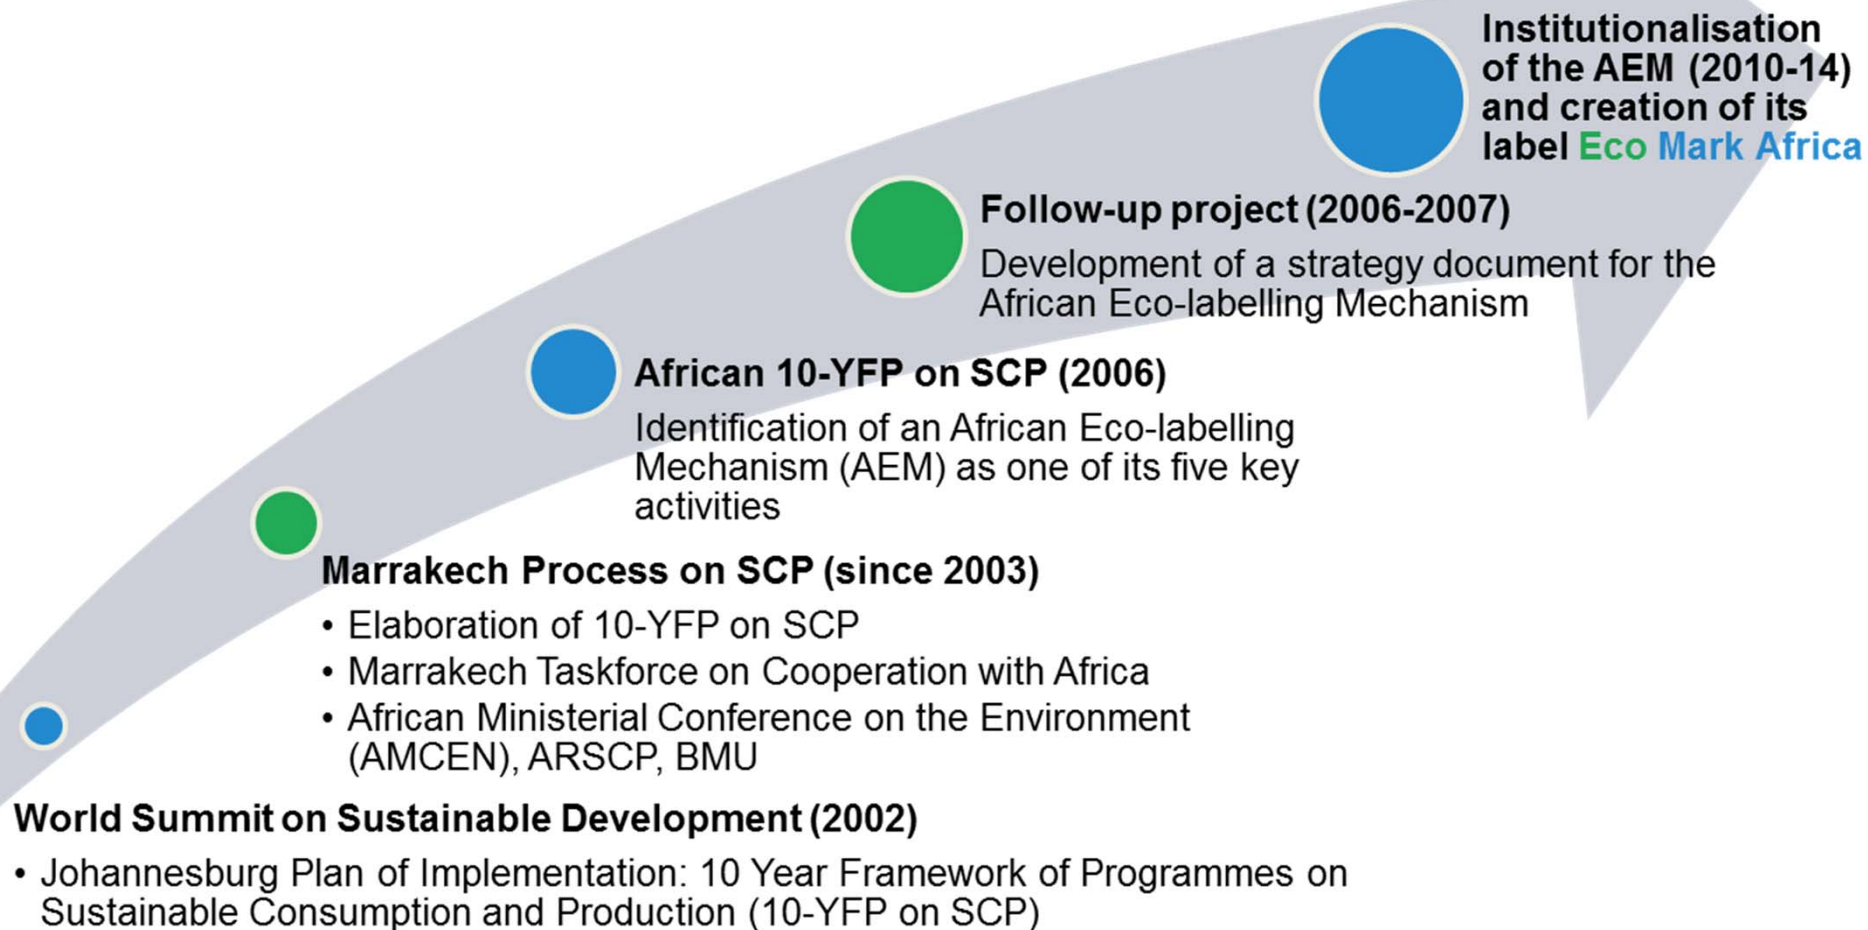 Institutionalisation
of the AEM (2010-14)
and creation of its
label Eco Mark Africa
Follow-up project (2006-2007)
Development of a strategy document for the
African Eco-labelling Mechanism
African 10-YFP on SCP (2006)
Identification of an African Eco-labelling
Mechanism (AEM) as one of its five key
activities
Marrakech Process on SCP (since 2003)
• Elaboration of 10-YFP on SCP
• Marrakech Taskforce on Cooperation with Africa
• African Ministerial Conference on the Environment
(AMCEN), ARSCP, BMU
World Summit on Sustainable Development (2002)
• Johannesburg Plan of Implementation: 10 Year Framework of Programmes on
Sustainable Consumption and Production (10-YFP on SCP)